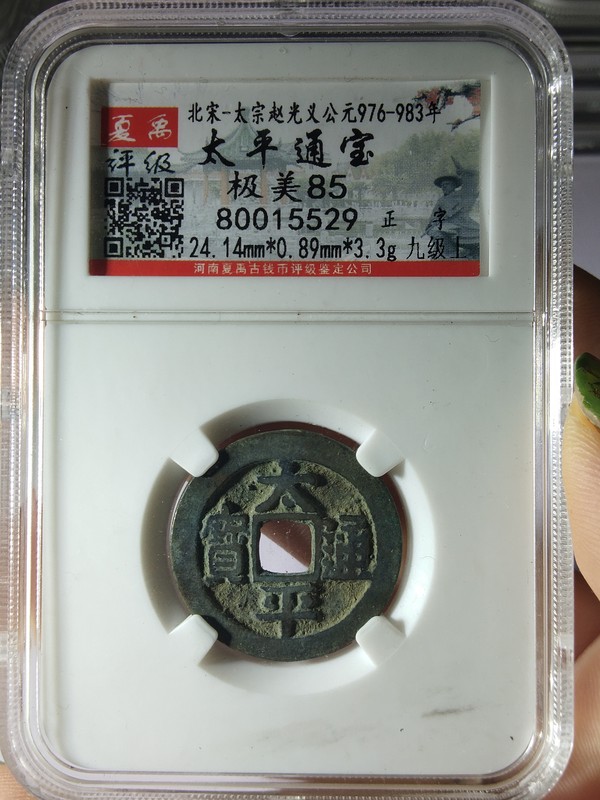 北宋-太宗赵光义公元976-983年
夏禹
评级
太平通宝
极美85
80015529 正字
24.14mm*0.89mm*3.3g 九级上
河南夏禹古钱币评级鉴定公司
太平通寳